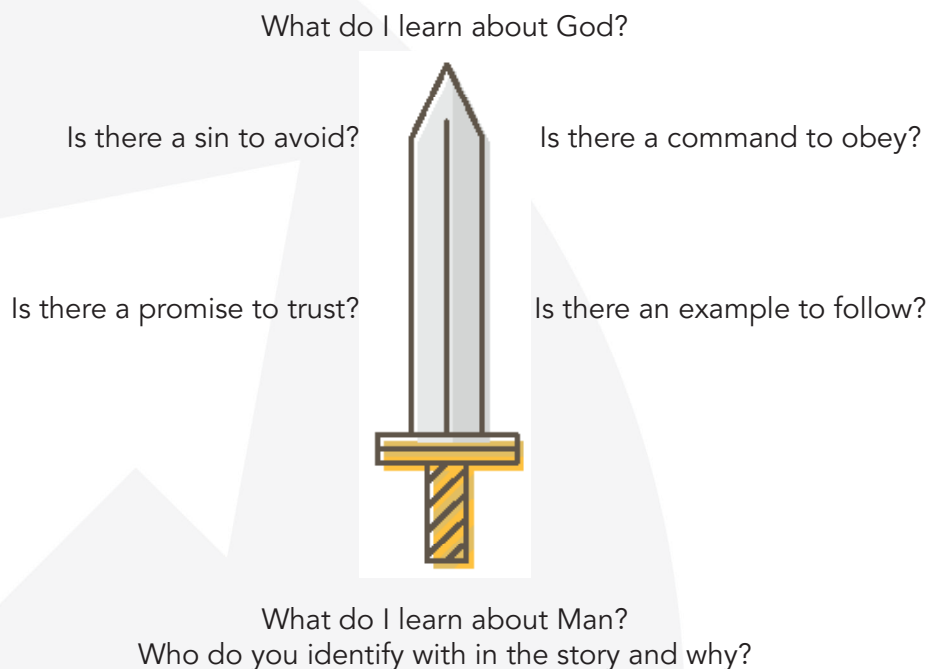 What do I learn about God?
Is there a sin to avoid?
Is there a command to obey?
Is there a promise to trust?
Is there an example to follow?
What do I learn about Man?
Who do you identify with in the story and why?